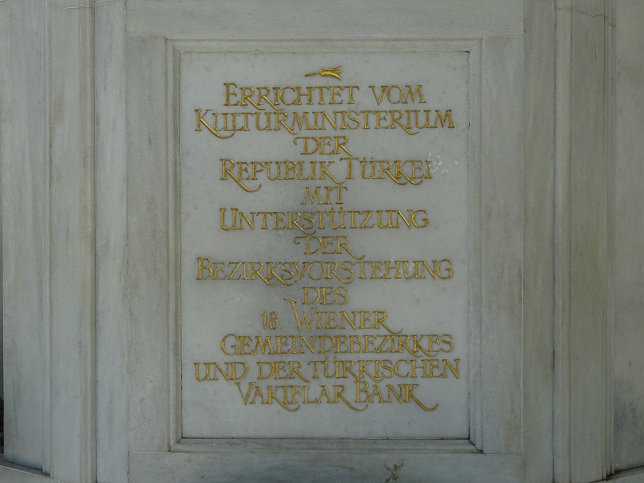 ERRICHTET VOM
KULTURMINISTERIUM
DER
REPUBLIK TÜRKEI
MIT
UNTERSTÜTZUNG
DER
BEZIRKSVORSTEHUNG
DES
18. WIENER
GEMEINDEBEZIRKES
UND DER TÜRKISCHEN
VAKIFLAR BANK